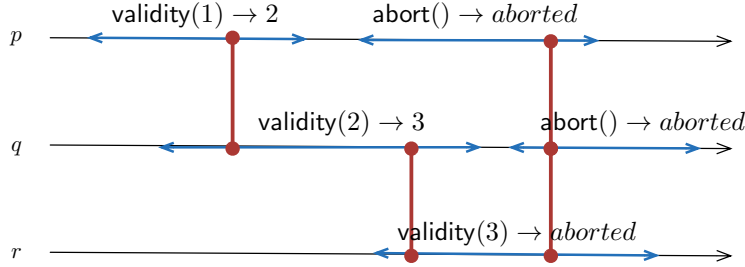 validity(1) → 2 abort() → aborted
p
validity(2) → 3 abort() → aborted
q
validity(3) → aborted
r